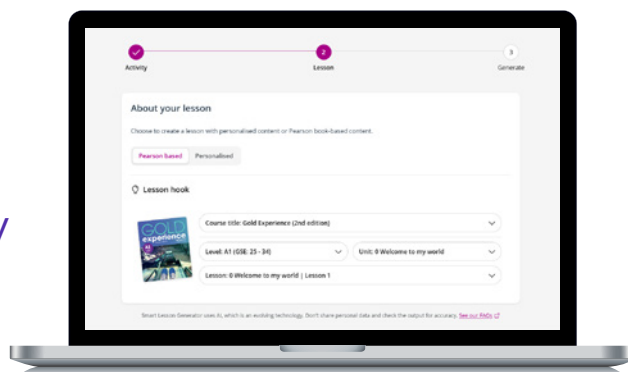 2
3
Activity
Lesson
Generate
About your lesson
Choose to create a lesson with personalised content or Pearson book-based content.
Pearson based
Personalised
Lesson hook
GOLD
experience
Course title: Gold Experience (2nd edition)
Level: A1 (GSE: 25 - 34)
Unit: 0 Welcome to my world
Lesson: 0 Welcome to my world | Lesson 1
Smart Lesson Generator uses AI, which is an evolving technology. Don't share personal data and check the output for accuracy. See our FAQs
y